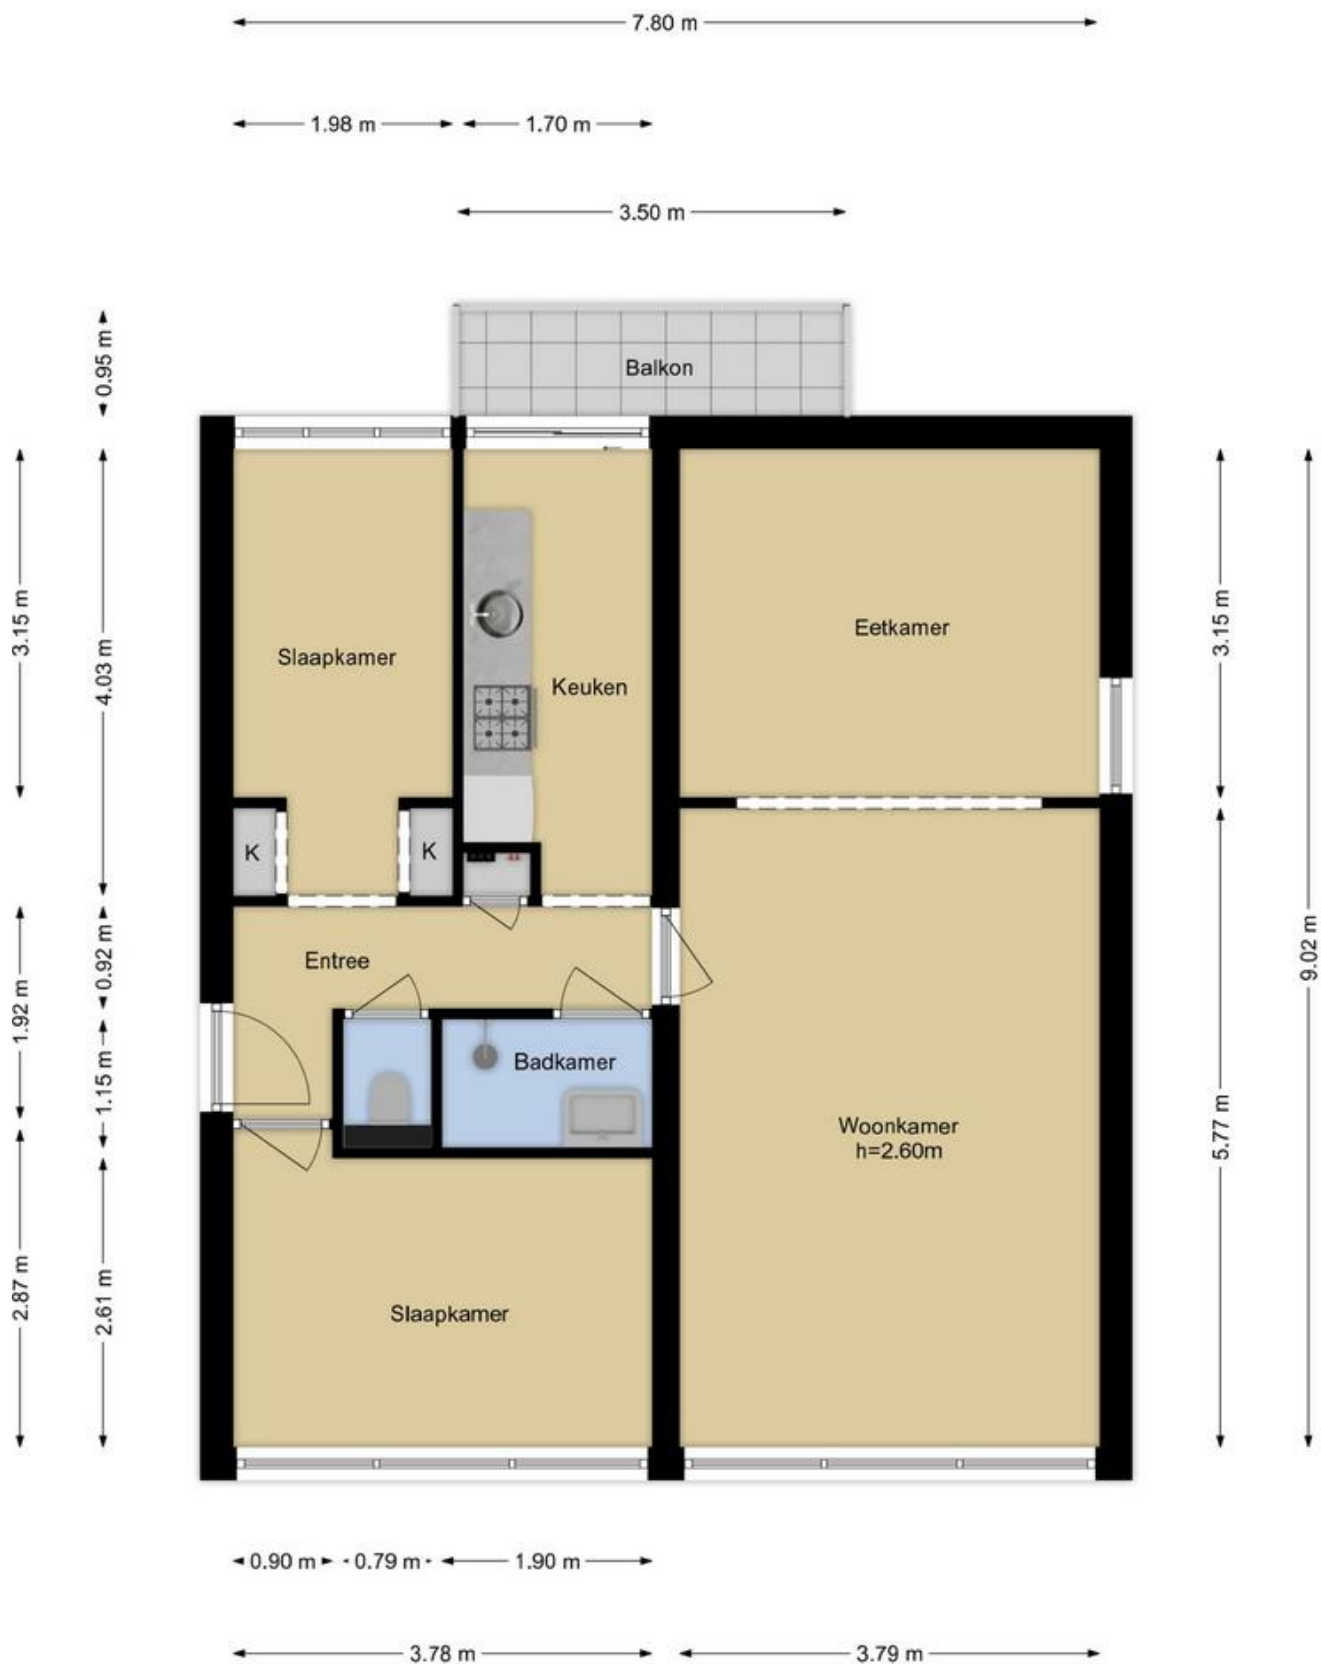 7.80 m
1.98 m
1.70 m
3.50 m
0.95 m
Balkon
3.15 m
4.03 m
Slaapkamer
Keuken
Eetkamer
3.15 m
9.02 m
K
K
1.92 m
0.92 m
1.15 m
Entree
Badkamer
Woonkamer
h=2.60m
5.77 m
2.87 m
2.61 m
Slaapkamer
0.90 m
0.79 m
1.90 m
3.78 m
3.79 m